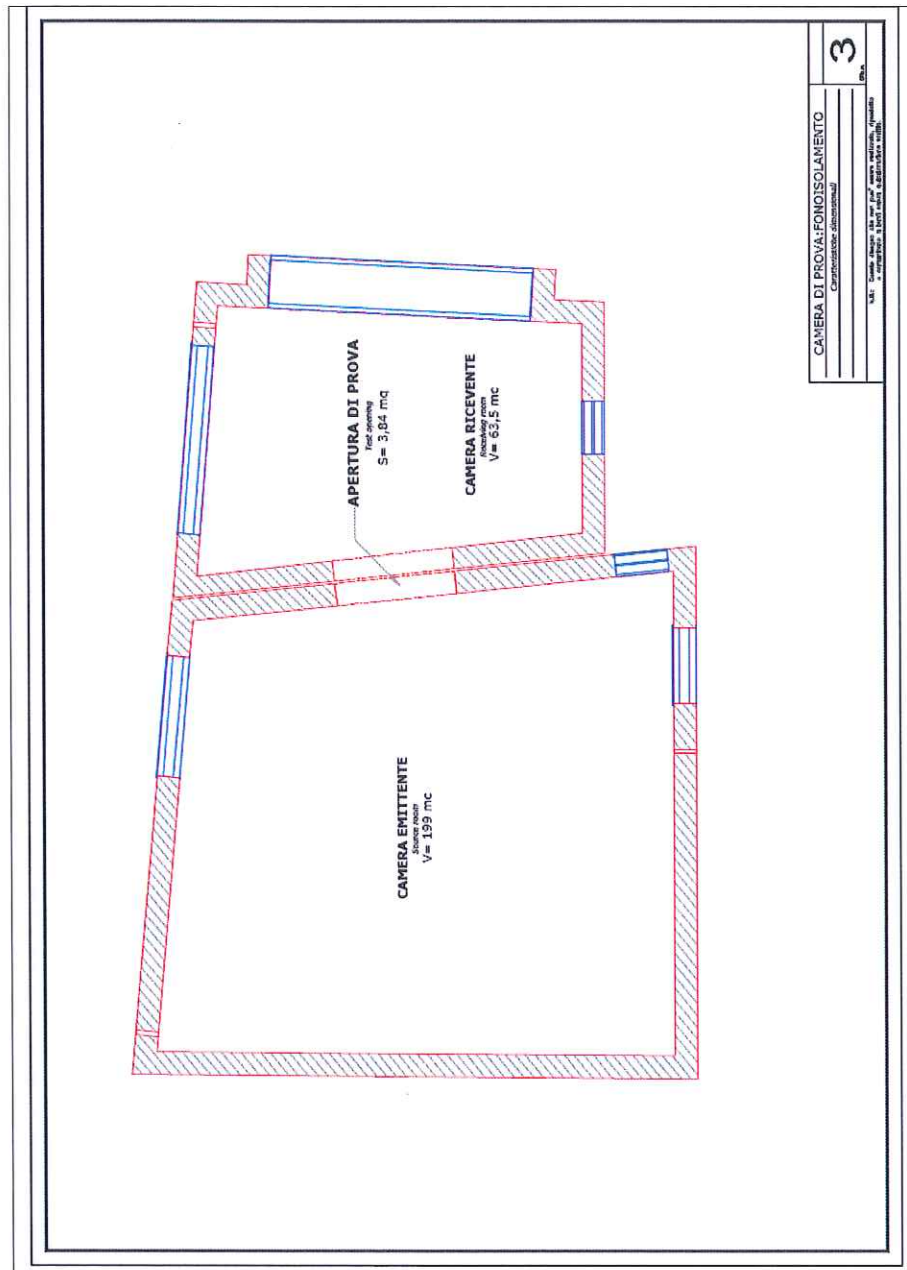 CAMERA DI PROVA:FONOISOLAMENTO
Caratteristiche dimensionali
3
APERTURA DI PROVA
Test opening
S= 3,84 mq
CAMERA RICEVENTE
Receiving room
V= 63,5 mc
CAMERA EMITTENTE
Source room
V= 199 mc